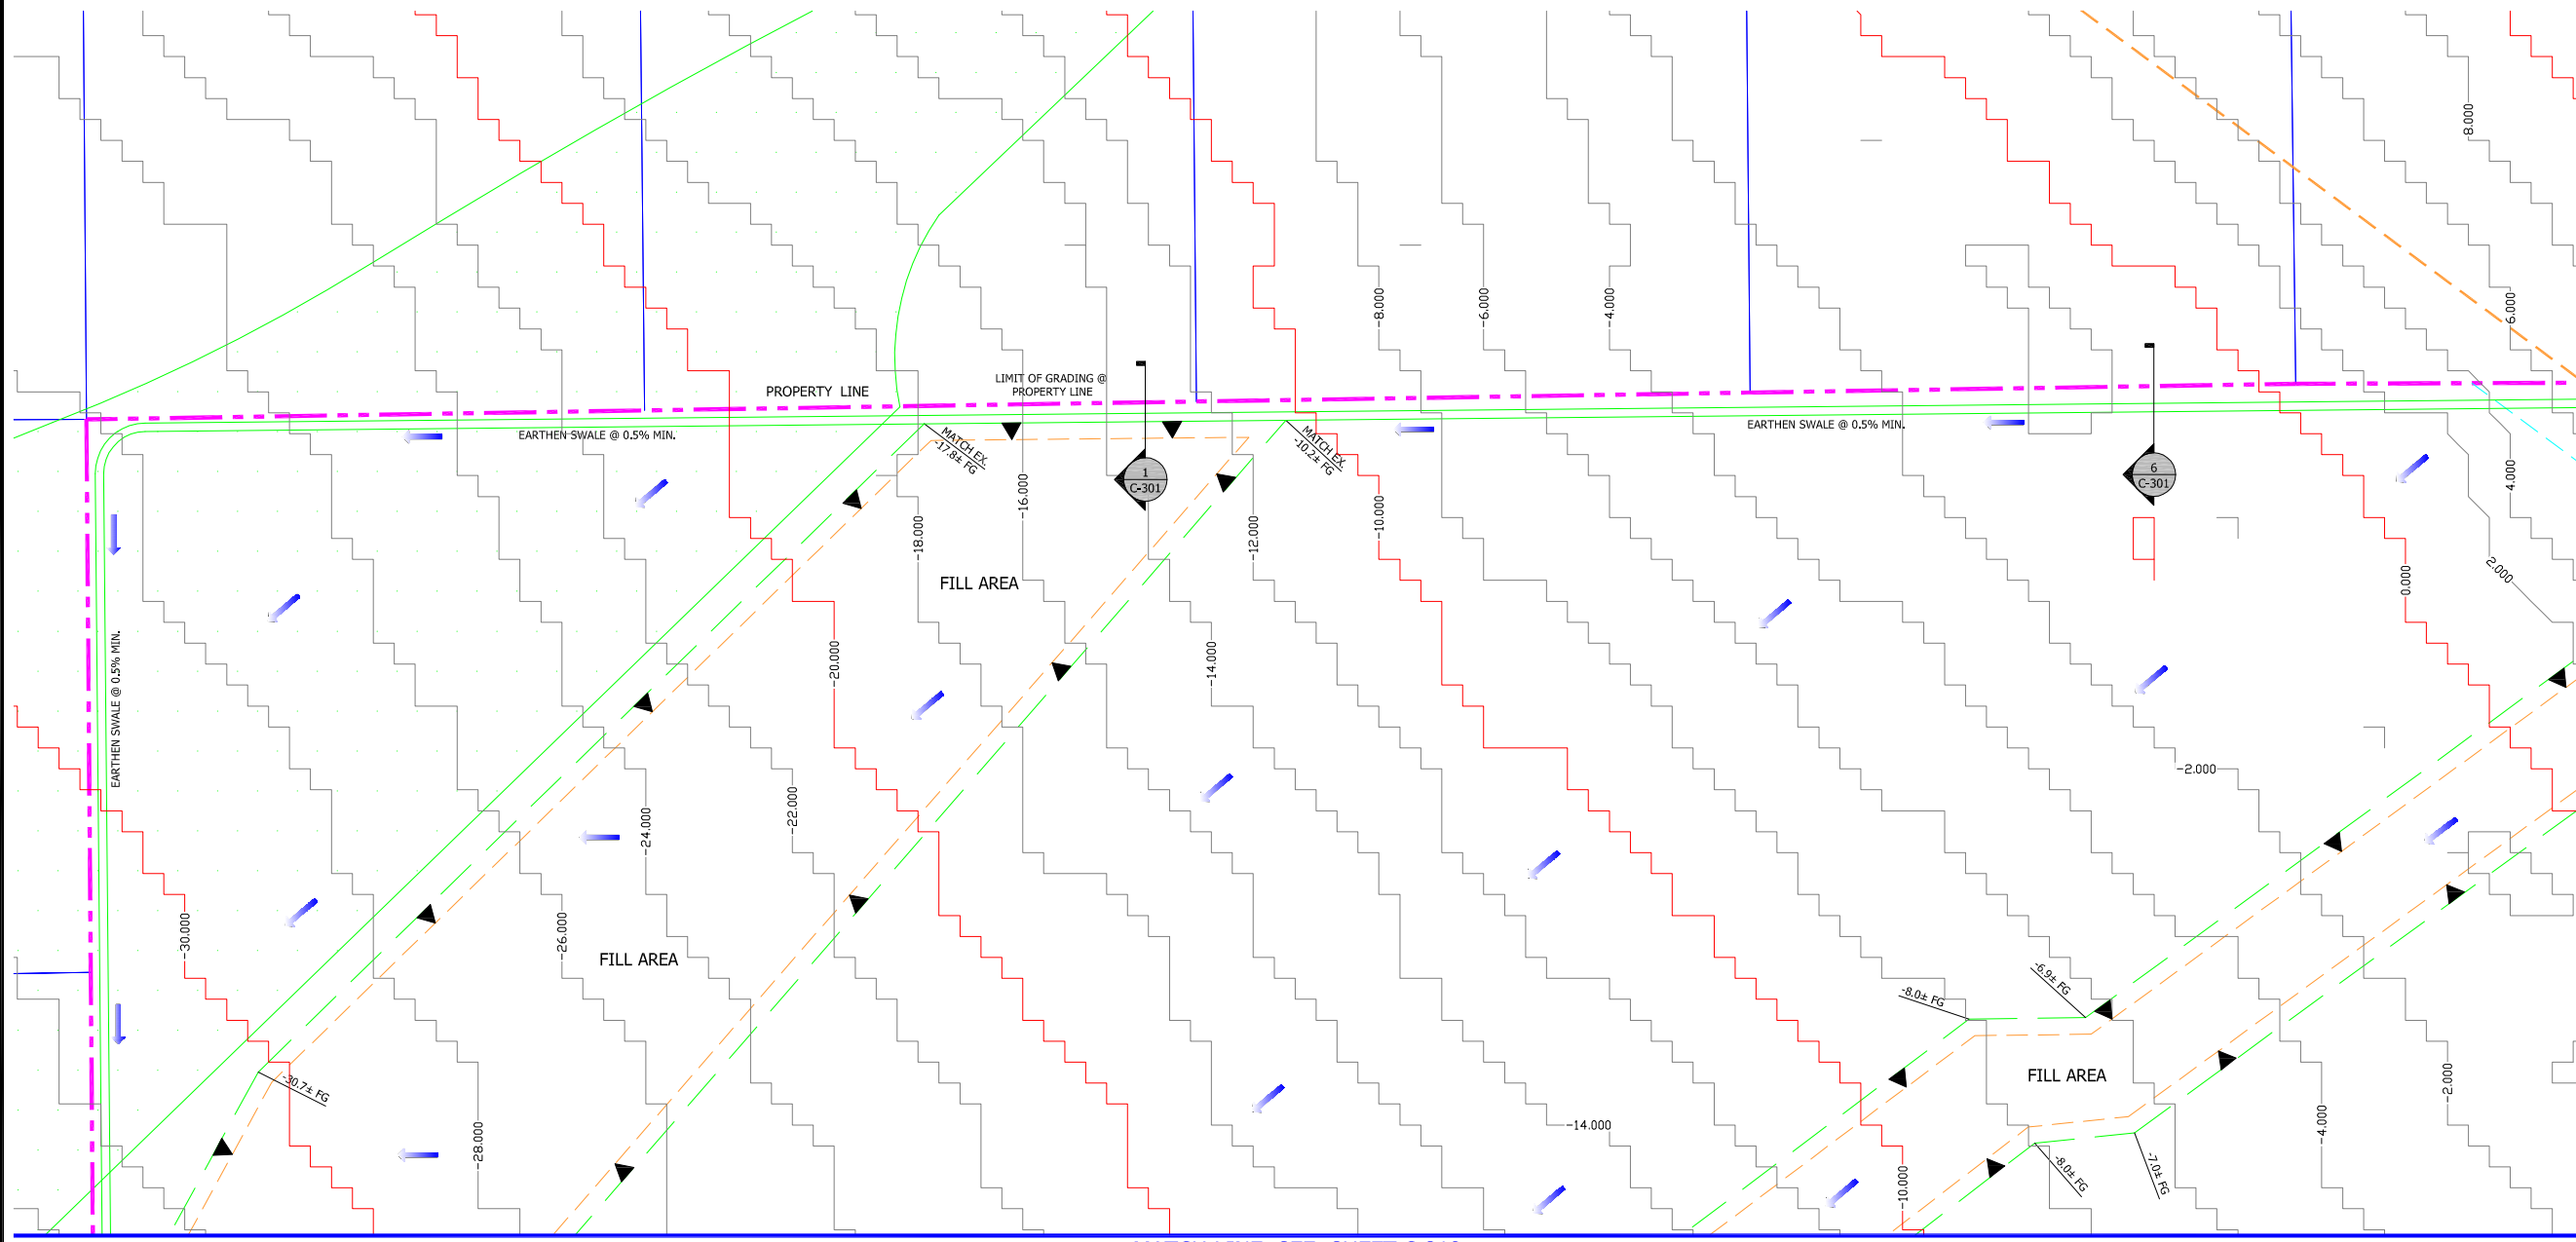 8.000
-8.000
-6.000
-4.000
6.000
PROPERTY LINE
LIMIT OF GRADING @
PROPERTY LINE
EARTHEN SWALE @ 0.5% MIN.
MATCH EX.
-17.8± FG
MATCH EX.
-10.2± FG
EARTHEN SWALE @ 0.5% MIN.
1
C-301
6
C-301
4.000
-16.000
-18.000
-12.000
-10.000
2.000
0.000
FILL AREA
EARTHEN SWALE @ 0.5% MIN.
-20.000
-14.000
-2.000
-24.000
-22.000
-30.000
-26.000
FILL AREA
-8.0± FG
-6.9± FG
-30.7± FG
FILL AREA
-2.000
-28.000
-14.000
-4.000
-10.000
-8.0± FG
-7.0± FG